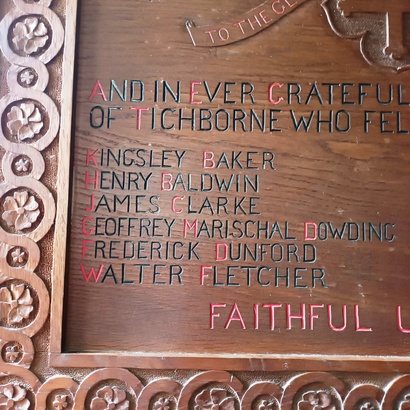 TO THE GL
AND IN EVER GRATEFUL
OF TICHBORNE WHO FEL
KINGSLEY BAKER
HENRY BALDWIN
JAMES CLARKE
GEOFFREY MARISCHAL DOWDING
FREDERICK DUNFORD
WALTER FLETCHER
FAITHFUL U